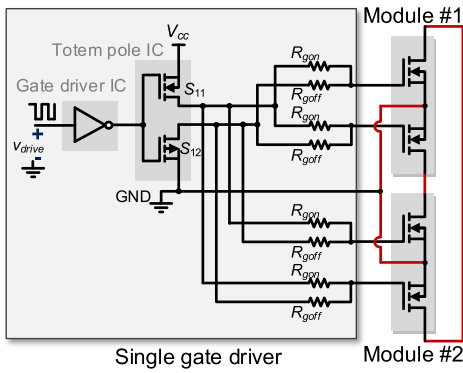 Module #1
Totem pole IC
Vcc
Gate driver IC
S11
Rgon
Rgoff
Rgon
Rgoff
+
vdrive
-
S12
GND
Rgon
Rgoff
Rgon
Rgoff
Single gate driver
Module #2